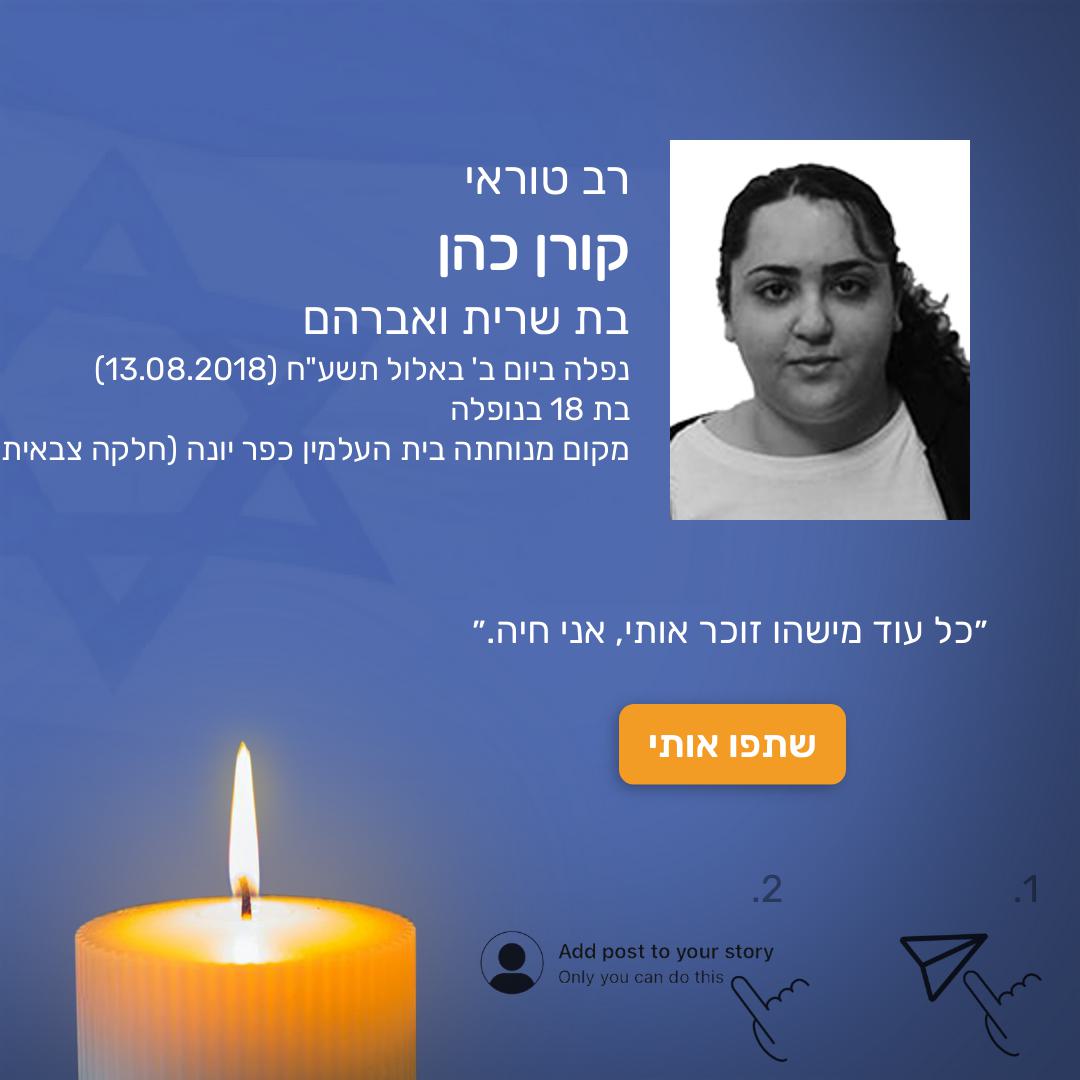 רב טוראי
קורן כהן
בת שרית ואברהם
נפלה ביום ב' באלול תשע"ח (13.08.2018)
בת 18 בנופלה
מקום מנוחתה בית העלמין כפר יונה (חלקה צבאית
״כל עוד מישהו זוכר אותי, אני חיה.״
שתפו אותי
1.
2.
Add post to your story
Only you can do this